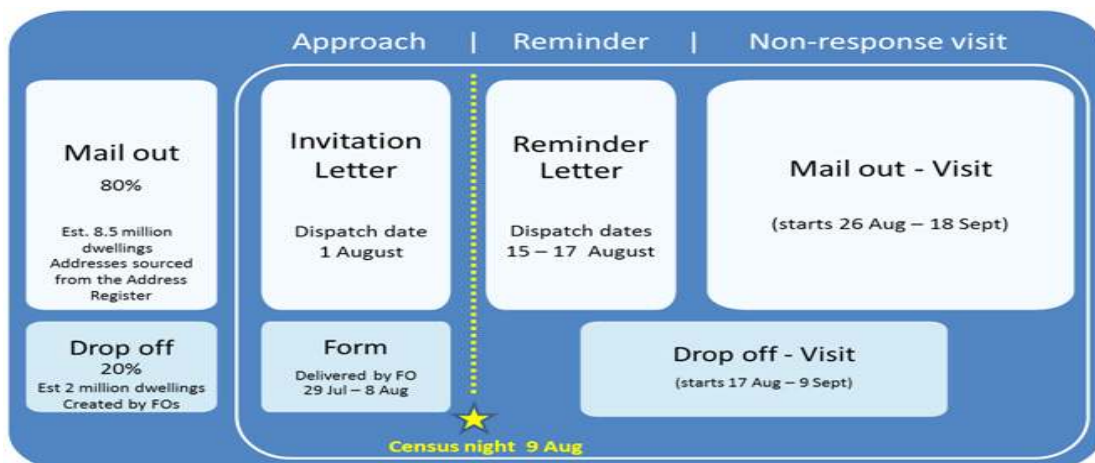 Approach | Reminder | Non-response visit
Mail out
80%
Est. 8.5 million
dwellings
Addresses sourced
from the Address
Register
Invitation
Letter
Dispatch date
1 August
Reminder
Letter
Dispatch dates
15 – 17 August
Mail out - Visit
(starts 26 Aug – 18 Sept)
Drop off
20%
Est 2 million dwellings
Created by FOs
Form
Delivered by FO
29 Jul – 8 Aug
Drop off - Visit
(starts 17 Aug – 9 Sept)
Census night 9 Aug